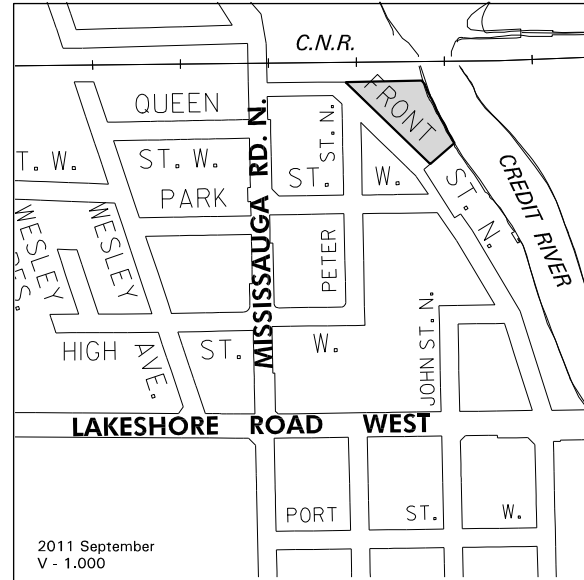 C.N.R.
QUEEN
FRONT
ST. N.
MISSISSAUGA RD. N.
ST. N.
T. W.
ST. W.
ST.
W.
PARK
CREDIT RIVER
WESLEY
WESLEY
PETER
HIGH
AVE.
ST.
W.
JOHN ST. N.
LAKESHORE ROAD WEST
PORT
ST.
W.
2011 September
V - 1.000